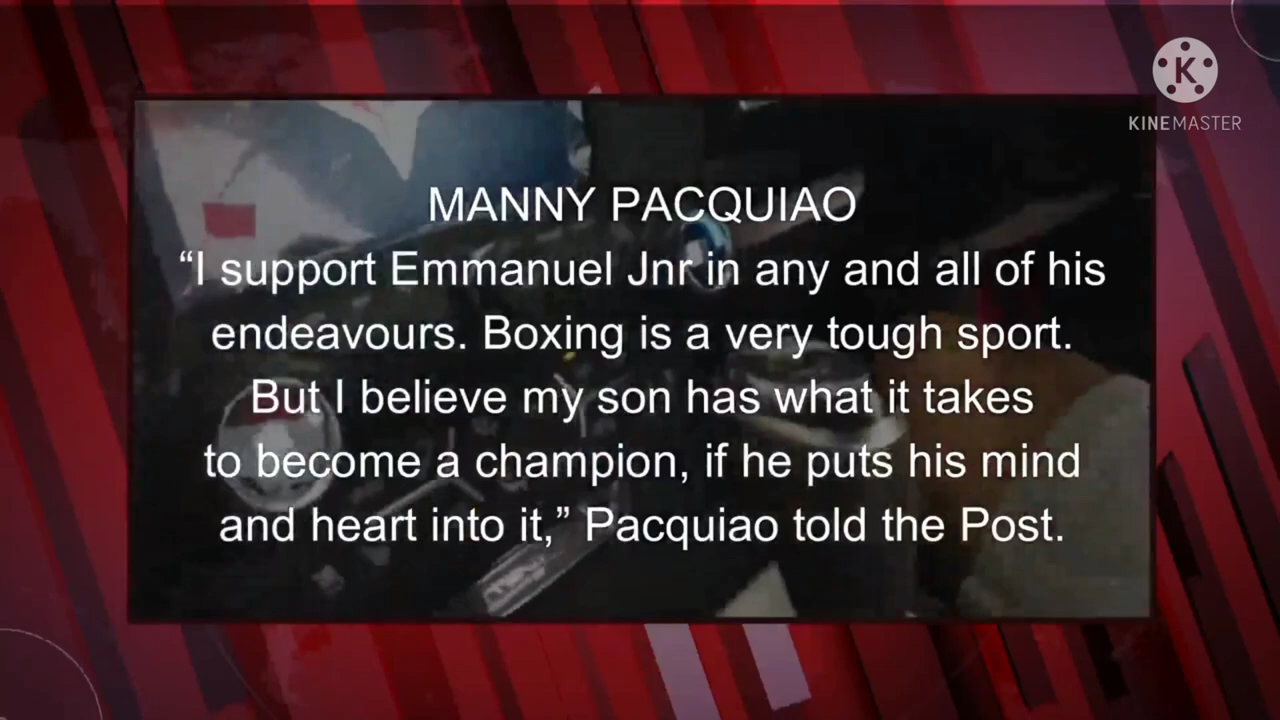 K
KINEMASTER
MANNY PACQUIAO
“I support Emmanuel Jnr in any and all of his
endeavours. Boxing is a very tough sport.
But I believe my son has what it takes
to become a champion, if he puts his mind
and heart into it,” Pacquiao told the Post.